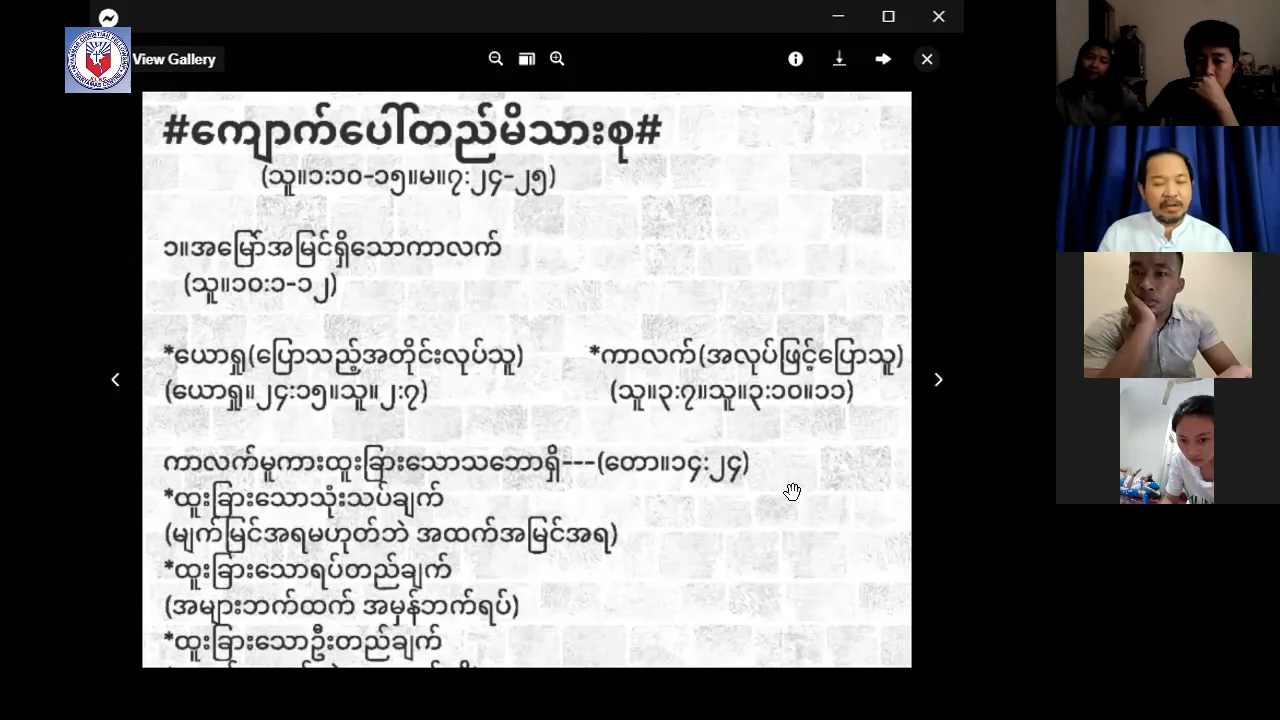 View Gallery
#ကျောက်ပေါ်တည်မိသားစု#
(သူ။၁:၁၀-၁၅။မ။၇:၂၄-၂၅)
၁။အမြော်အမြင်ရှိသောကာလက်
(သူ။၁၀:၁-၁၂)
*ယောရှု(ပြောသည့်အတိုင်းလုပ်သူ) *ကာလက်(အလုပ်ဖြင့်ပြောသူ)
(ယောရှု။၂၄:၁၅။သူ။၂:၇) (သူ။၃:၇။သူ။၃:၁၀။၁၁)
ကာလက်မူကားထူးခြားသောသဘောရှိ---(တော။၁၄:၂၄)
*ထူးခြားသောသုံးသပ်ချက်
(မျက်မြင်အရမဟုတ်ဘဲ အထက်အမြင်အရ)
*ထူးခြားသောရပ်တည်ချက်
(အများဘက်ထက် အမှန်ဘက်ရပ်)
*ထူးခြားသောဦးတည်ချက်